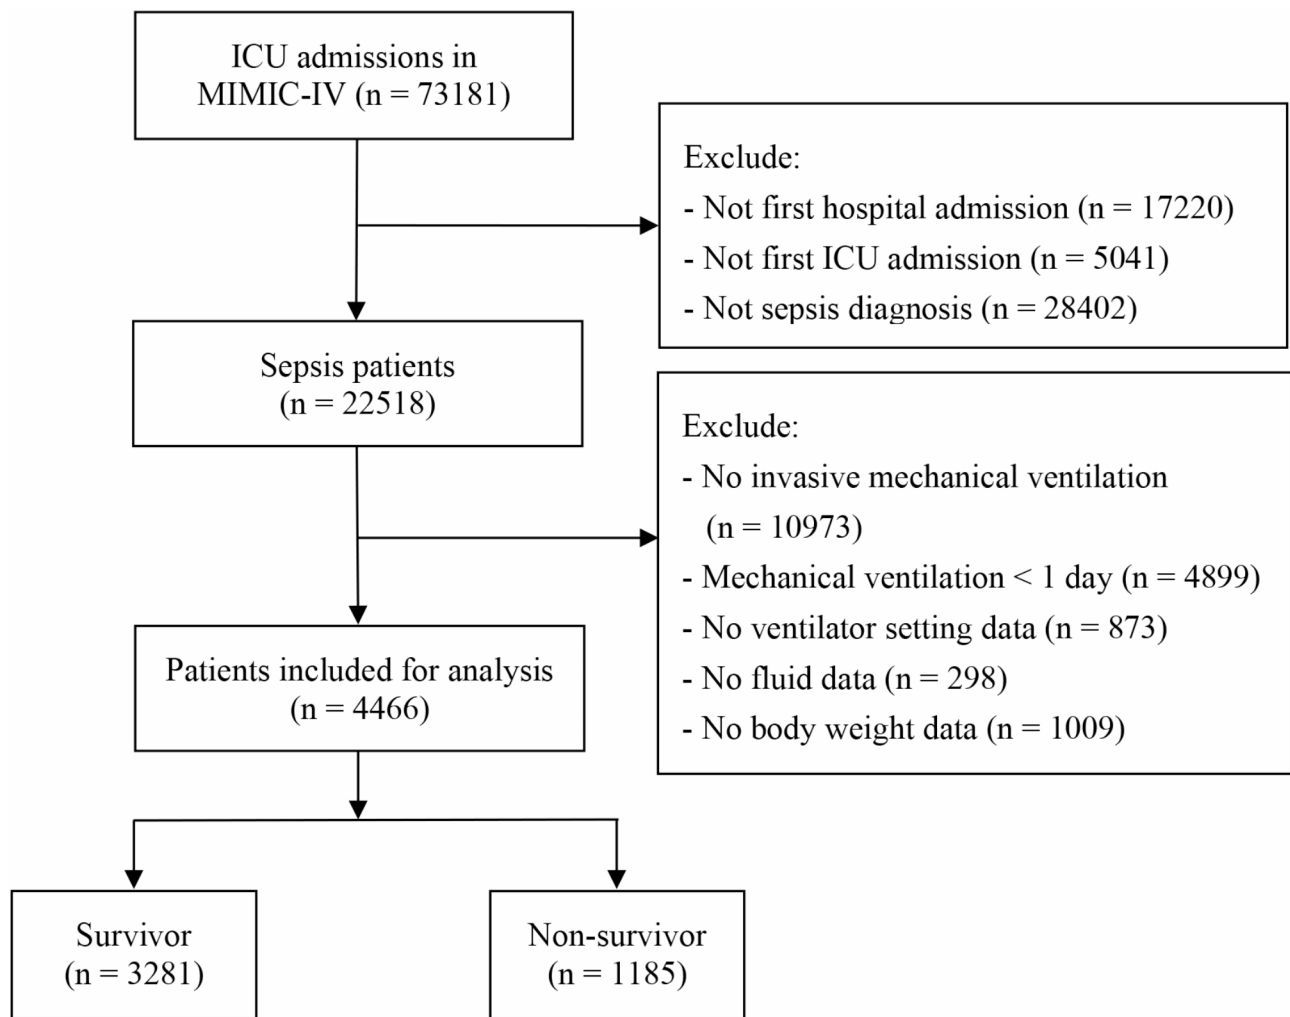 ICU admissions in
MIMIC-IV (n = 73181)
Exclude:
- Not first hospital admission (n = 17220)
- Not first ICU admission (n = 5041)
- Not sepsis diagnosis (n = 28402)
Sepsis patients
(n = 22518)
Exclude:
- No invasive mechanical ventilation
(n = 10973)
- Mechanical ventilation < 1 day (n = 4899)
- No ventilator setting data (n = 873)
- No fluid data (n = 298)
- No body weight data (n = 1009)
Patients included for analysis
(n = 4466)
Survivor
(n = 3281)
Non-survivor
(n = 1185)